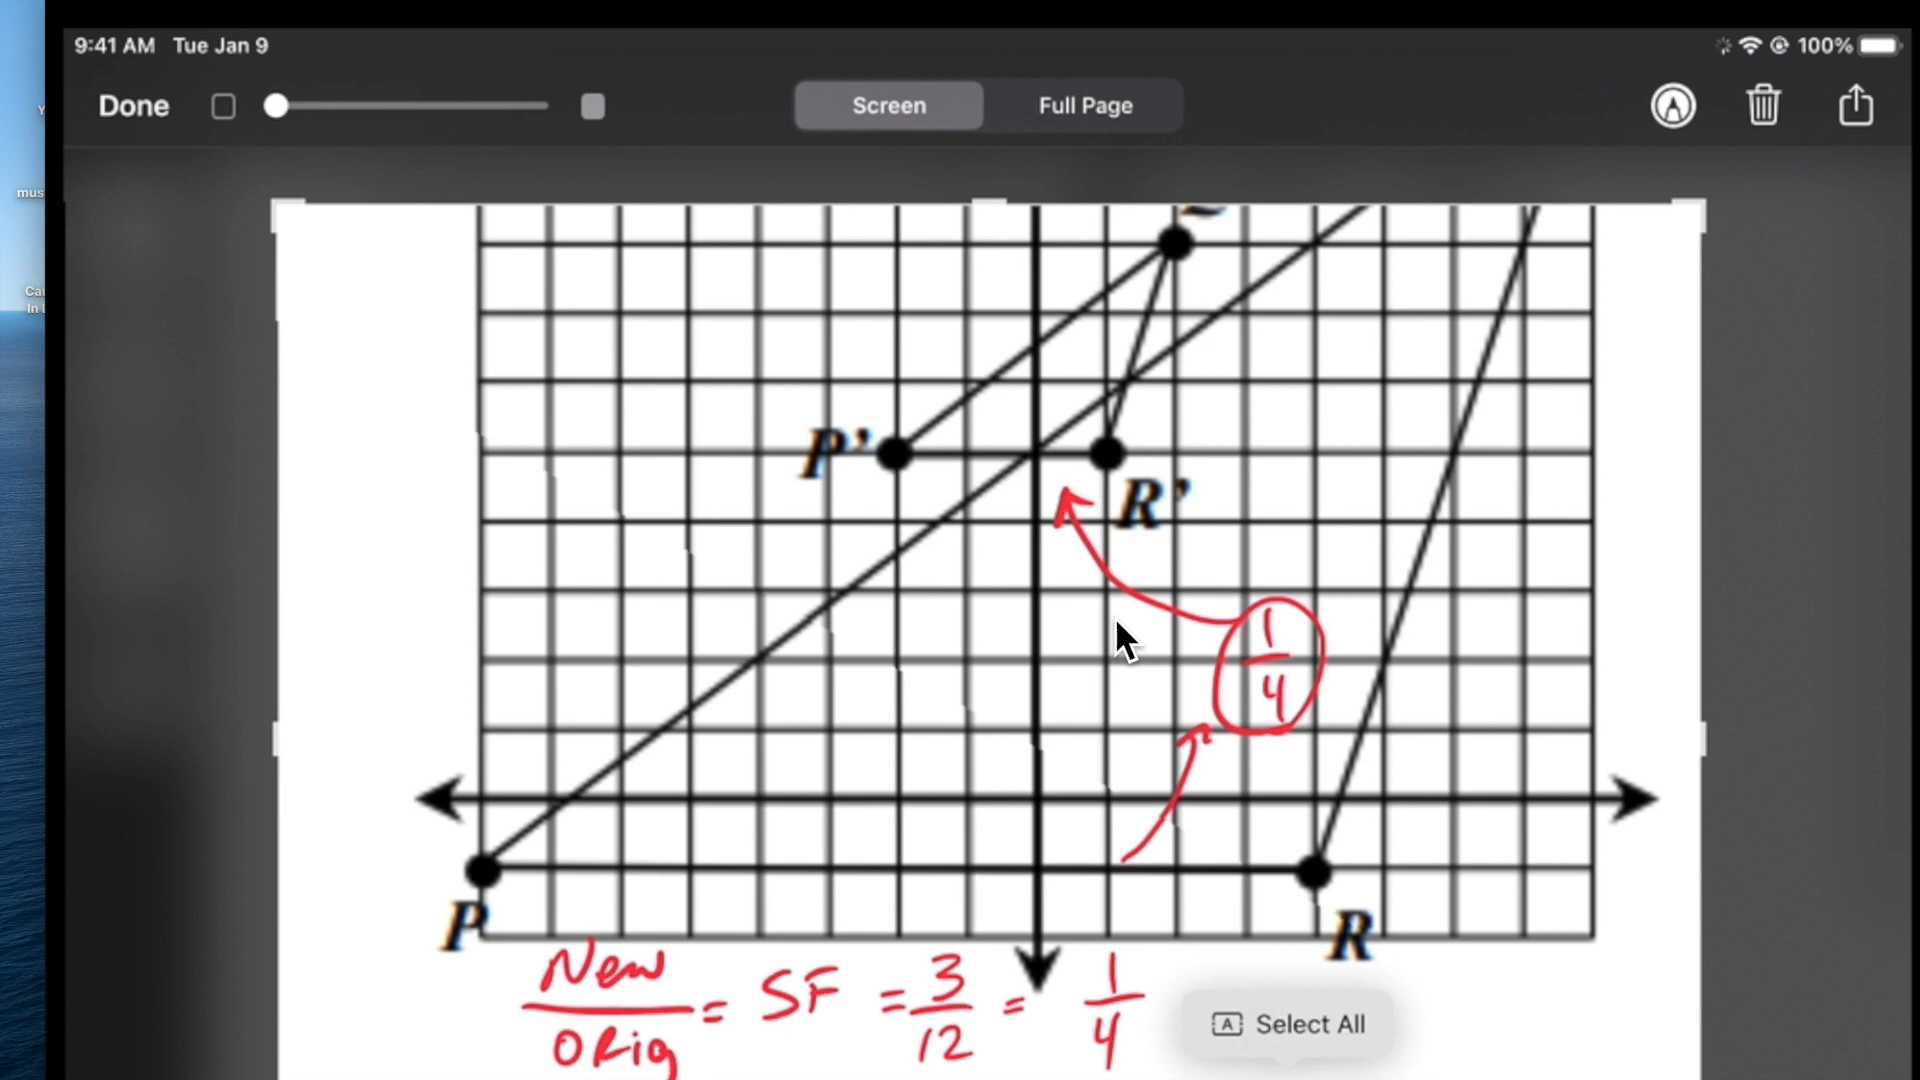 9:41 AM Tue Jan 9
100%
Done
Screen
Full Page
mus
P'
R'
1
4
P
R
New
Orig
= SF = 3/12 = 1/4
Select All